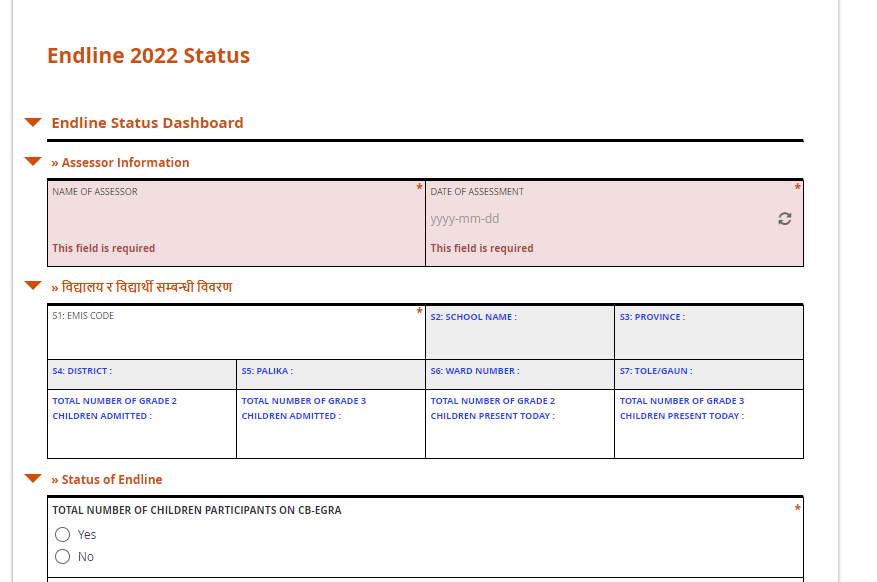 Endline 2022 Status
Endline Status Dashboard
» Assessor Information
NAME OF ASSESSOR *
DATE OF ASSESSMENT *
yyyy-mm-dd
This field is required
This field is required
» विद्यालय र विद्यार्थी सम्बन्धी विवरण
S1: EMIS CODE *
S2: SCHOOL NAME :
S3: PROVINCE :
S4: DISTRICT :
S5: PALIKA :
S6: WARD NUMBER :
S7: TOLE/GAUN :
TOTAL NUMBER OF GRADE 2
CHILDREN ADMITTED :
TOTAL NUMBER OF GRADE 3
CHILDREN ADMITTED :
TOTAL NUMBER OF GRADE 2
CHILDREN PRESENT TODAY :
TOTAL NUMBER OF GRADE 3
CHILDREN PRESENT TODAY :
» Status of Endline
TOTAL NUMBER OF CHILDREN PARTICIPANTS ON CB-EGRA *
Yes
No